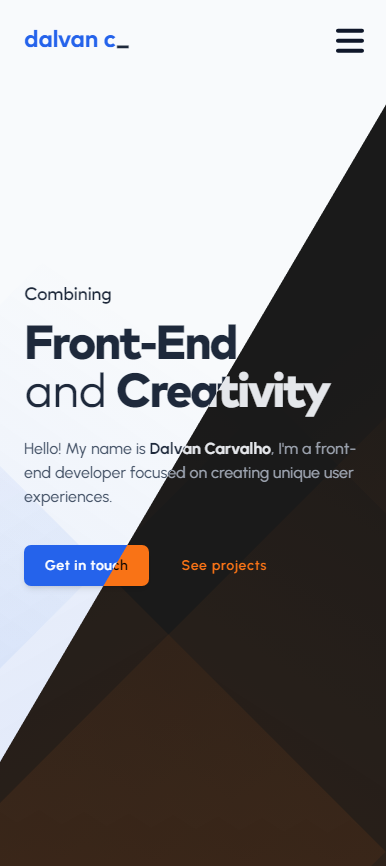 dalvan c_
Combining
Front-End
and Creativity
Hello! My name is Dalvan Carvalho, I'm a front-
end developer focused on creating unique user
experiences.
Get in touch
See projects